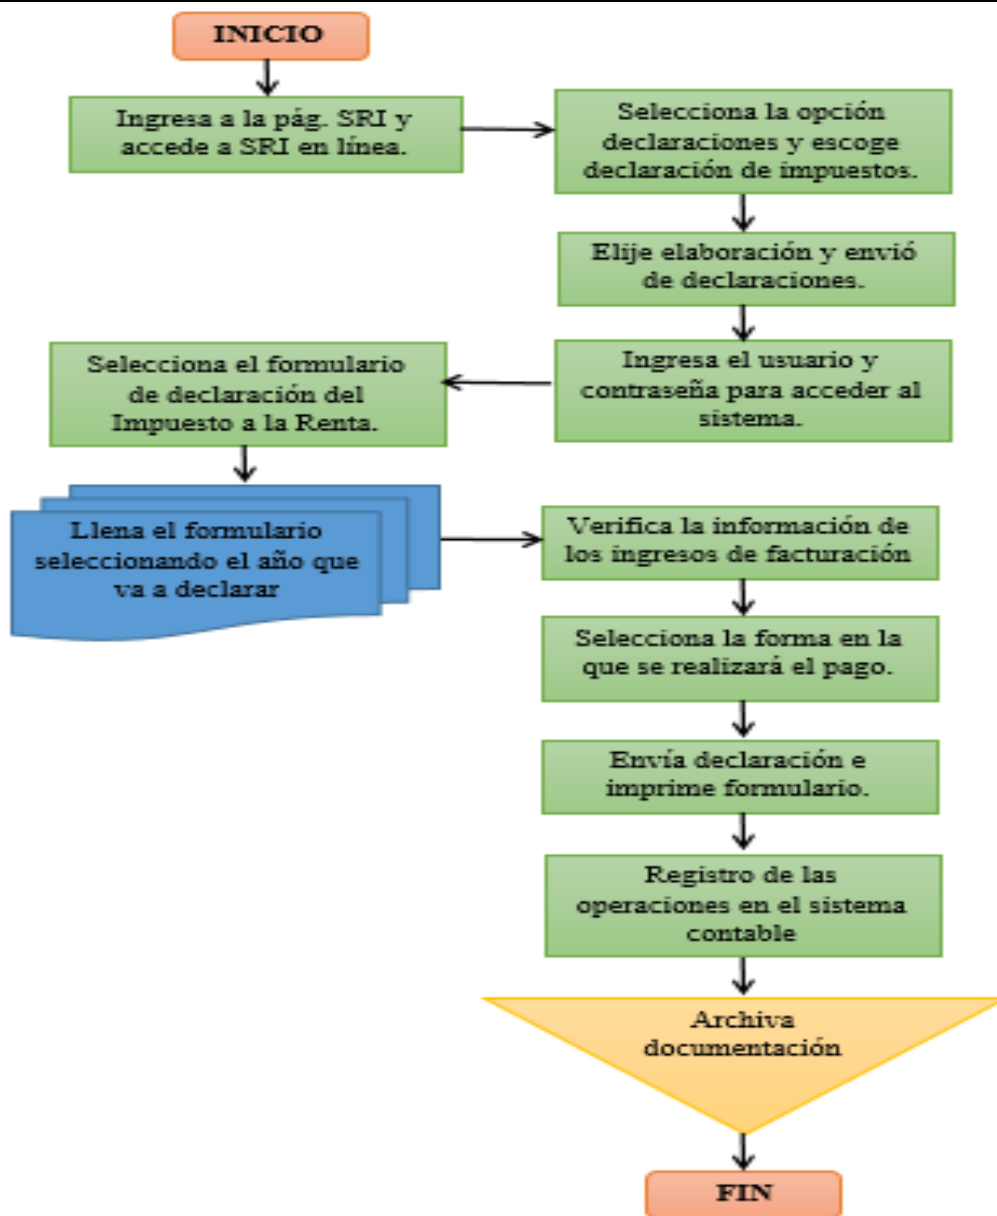 INICIO
Ingresa a la pág. SRI y
accede a SRI en línea.
Selecciona la opción
declaraciones y escoge
declaración de impuestos.
Elije elaboración y envió
de declaraciones.
Ingresa el usuario y
contraseña para acceder al
sistema.
Selecciona el formulario
de declaración del
Impuesto a la Renta.
Llena el formulario
seleccionando el año que
va a declarar
Verifica la información de
los ingresos de facturación
Selecciona la forma en la
que se realizará el pago.
Envía declaración e
imprime formulario.
Registro de las
operaciones en el sistema
contable
Archiva
documentación
FIN